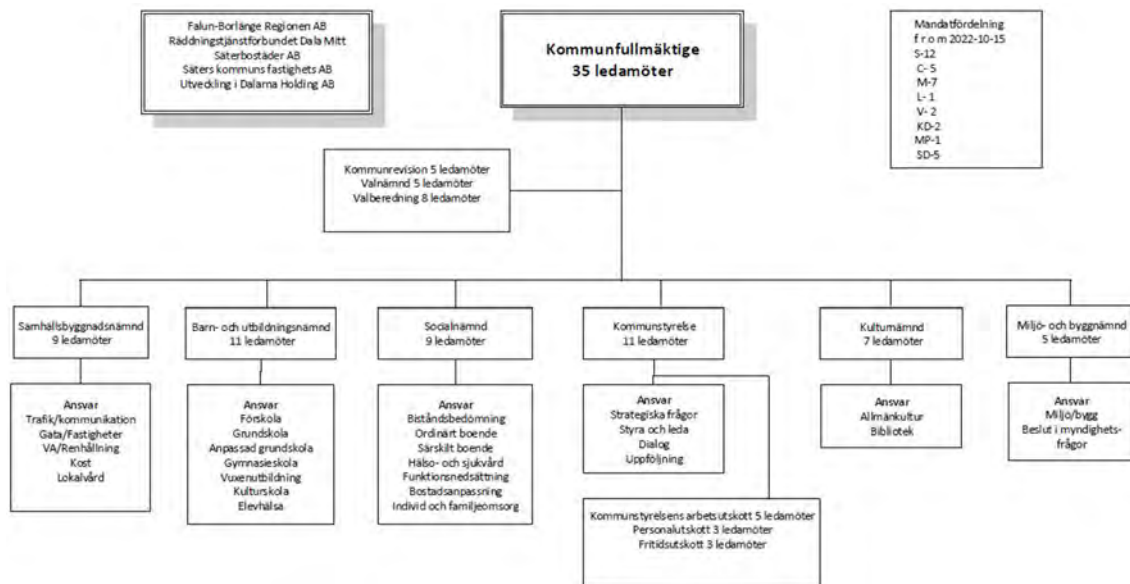 Falun-Borlänge Regionen AB
Räddningstjänstförbundet Dala Mitt
Säterbostäder AB
Säters kommuns fastighets AB
Utveckling i Dalarna Holding AB
Kommunfullmäktige
35 ledamöter
Mandatfördelning
f r o m 2022-10-15
S-12
C- 5
M-7
L- 1
V- 2
KD-2
MP-1
SD-5
Kommunrevision 5 ledamöter
Valnämnd 5 ledamöter
Valberedning 8 ledamöter
Samhällsbyggnadsnämnd
9 ledamöter
Barn- och utbildningsnämnd
11 ledamöter
Socialnämnd
9 ledamöter
Kommunstyrelse
11 ledamöter
Kulturnämnd
7 ledamöter
Miljö- och byggnämnd
5 ledamöter
Ansvar
Trafik/kommunikation
Gata/Fastigheter
VA/Renhållning
Kost
Lokalvård
Ansvar
Förskola
Grundskola
Anpassad grundskola
Gymnasieskola
Vuxenutbildning
Kulturskola
Elevhälsa
Ansvar
Biståndsbedömning
Ordinärt boende
Särskilt boende
Hälso- och sjukvård
Funktionsnedsättning
Bostadsanpassning
Individ och familjeomsorg
Ansvar
Strategiska frågor
Styra och leda
Dialog
Uppföljning
Ansvar
Allmänkultur
Bibliotek
Ansvar
Miljö/bygg
Beslut i myndighets-
frågor
Kommunstyrelsens arbetsutskott 5 ledamöter
Personalutskott 3 ledamöter
Fritidsutskott 3 ledamöter